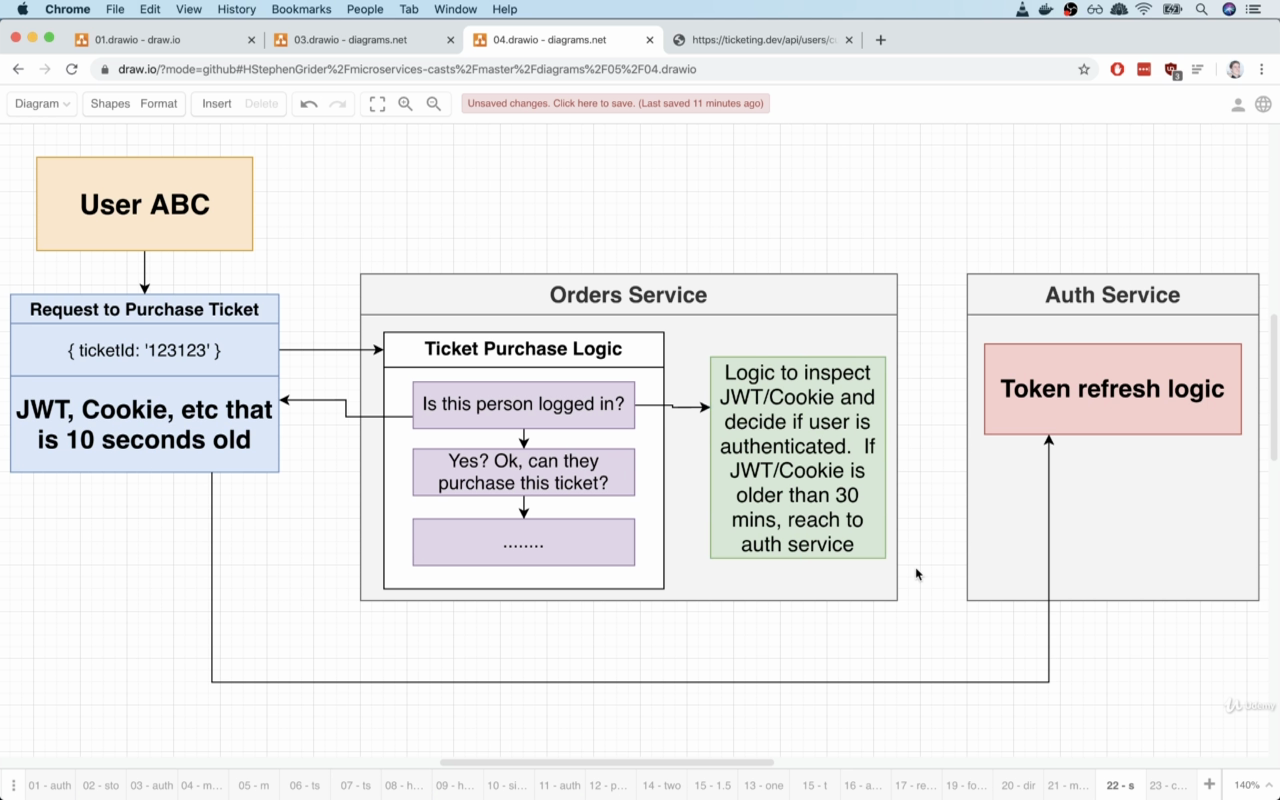 Chrome File Edit View History Bookmarks People Tab Window Help
01.drawio - draw.io
03.drawio - diagrams.net
04.drawio - diagrams.net
https://ticketing.dev/api/users/c
draw.io/?mode=github#HStephenGrider%2Fmicroservices-casts%2Fmaster%2Fdiagrams%2F05%2F04.drawio
3
Diagram Shapes Format Insert Delete
Unsaved changes. Click here to save. (Last saved 11 minutes ago)
User ABC
Request to Purchase Ticket
{ ticketId: '123123' }
JWT, Cookie, etc that
is 10 seconds old
Orders Service
Ticket Purchase Logic
Is this person logged in?
Yes? Ok, can they
purchase this ticket?
........
Logic to inspect
JWT/Cookie and
decide if user is
authenticated. If
JWT/Cookie is
older than 30
mins, reach to
auth service
Auth Service
Token refresh logic
Udemy
01 - auth
02 - sto
03 - auth
04 - m...
05 - m
06 - ts
07 - ts
08 - h...
09 - h...
10 - si...
11 - auth
12 - p...
14 - two
15 - 1.5
13 - one
15 - t
16 - a...
17 - re...
19 - fo...
20 - dir
21 - m...
22 - s
23 - c...
140%